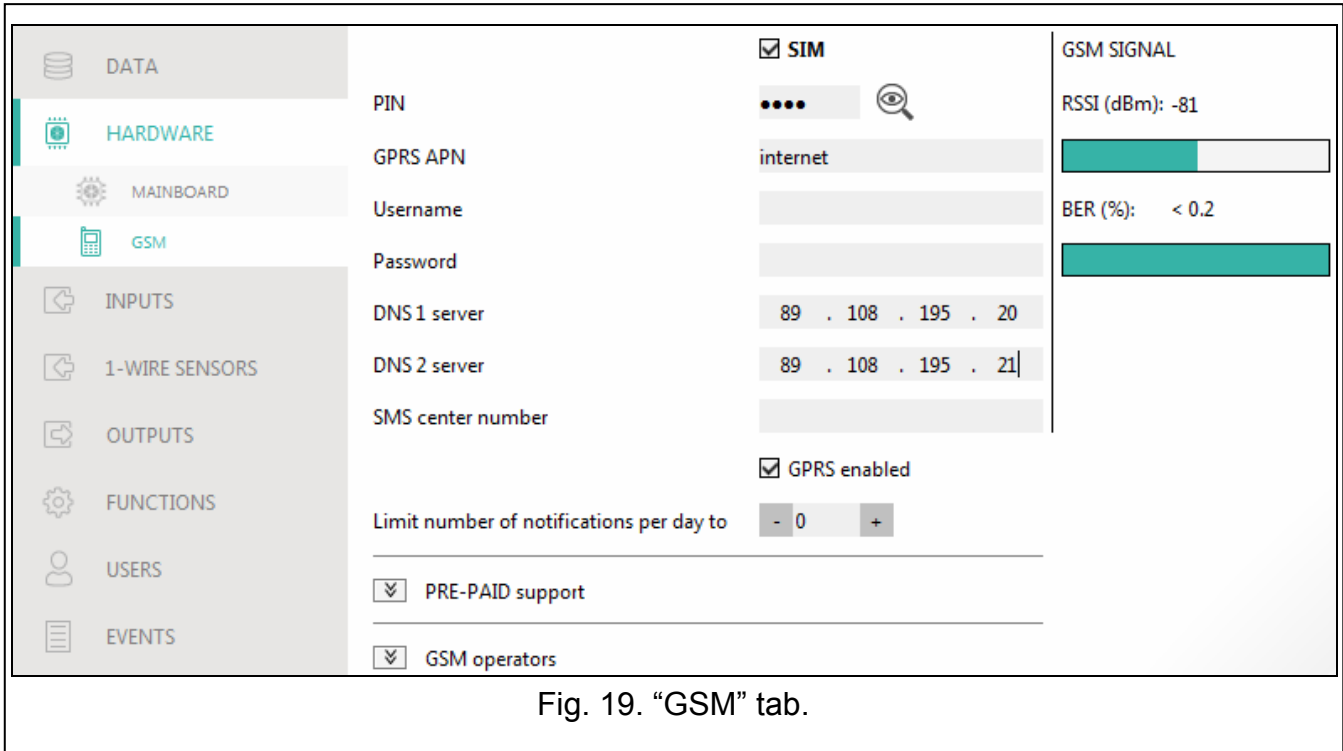 DATA
HARDWARE
MAINBOARD
GSM
INPUTS
1-WIRE SENSORS
OUTPUTS
FUNCTIONS
USERS
EVENTS
SIM
PIN ••••
GPRS APN internet
Username
Password
DNS 1 server 89 . 108 . 195 . 20
DNS 2 server 89 . 108 . 195 . 21
SMS center number
GPRS enabled
Limit number of notifications per day to - 0 +
PRE-PAID support
GSM operators
GSM SIGNAL
RSSI (dBm): -81
BER (%): < 0.2
Fig. 19. “GSM” tab.